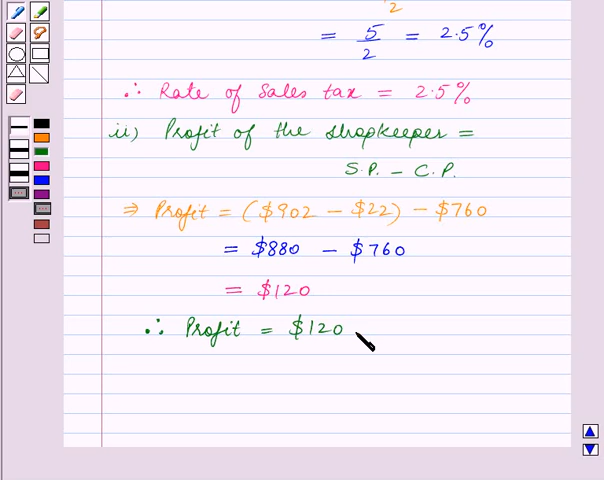 2
= 5/2 = 2.5%
∴ Rate of Sales tax = 2.5%
ii) Profit of the shopkeeper =
S.P. - C.P.
⇒ Profit = ($902 - $22) - $760
= $880 - $760
= $120
∴ Profit = $120